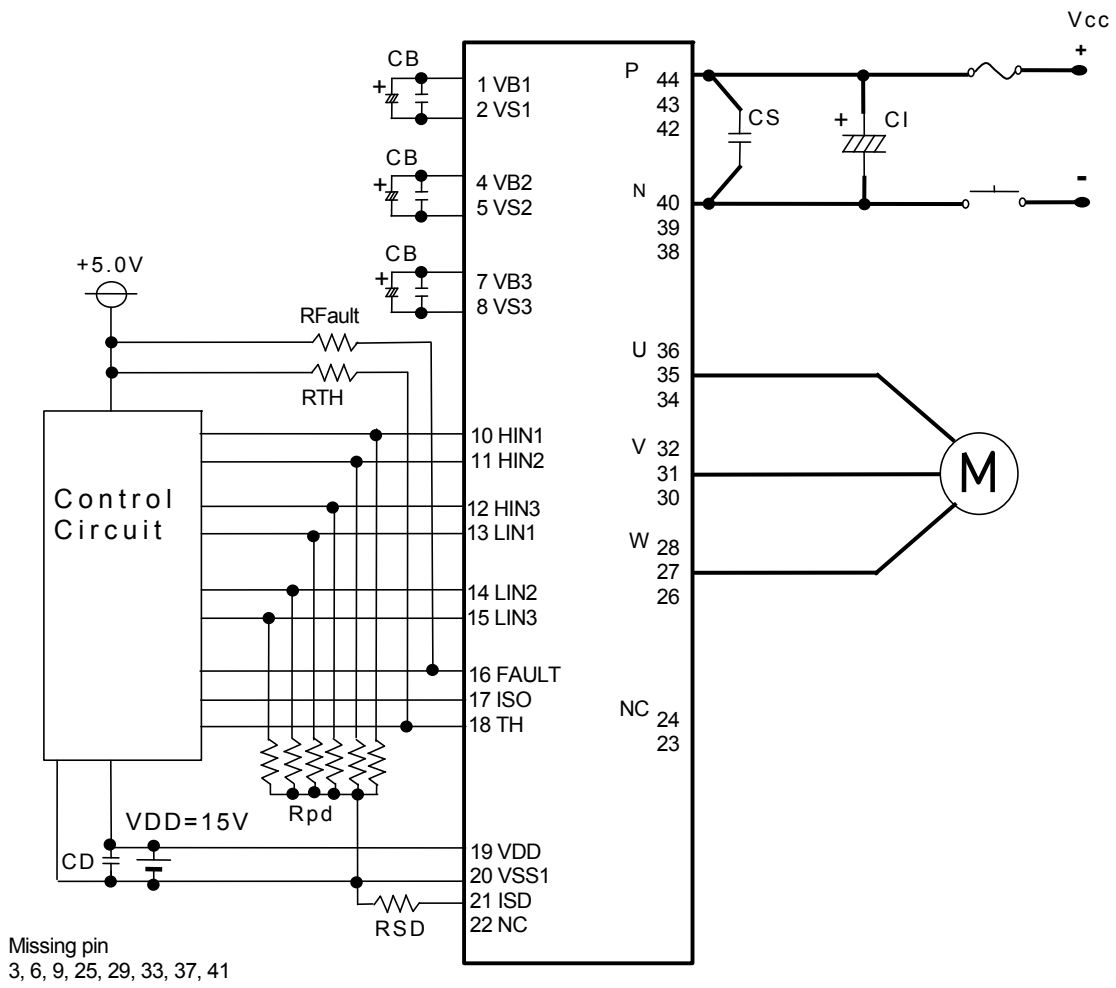 Vcc
+
CB
+
1 VB1
2 VS1
P 44
43
42
CS
+ CI
CB
+
4 VB2
5 VS2
N 40
39
38
-
CB
+
7 VB3
8 VS3
+5.0V
RFault
RTH
U 36
35
34
10 HIN1
11 HIN2
V 32
31
30
M
Control
Circuit
12 HIN3
13 LIN1
W 28
27
26
14 LIN2
15 LIN3
16 FAULT
17 ISO
18 TH
NC 24
23
Rpd
VDD=15V
CD
19 VDD
20 VSS1
21 ISD
22 NC
RSD
Missing pin
3, 6, 9, 25, 29, 33, 37, 41